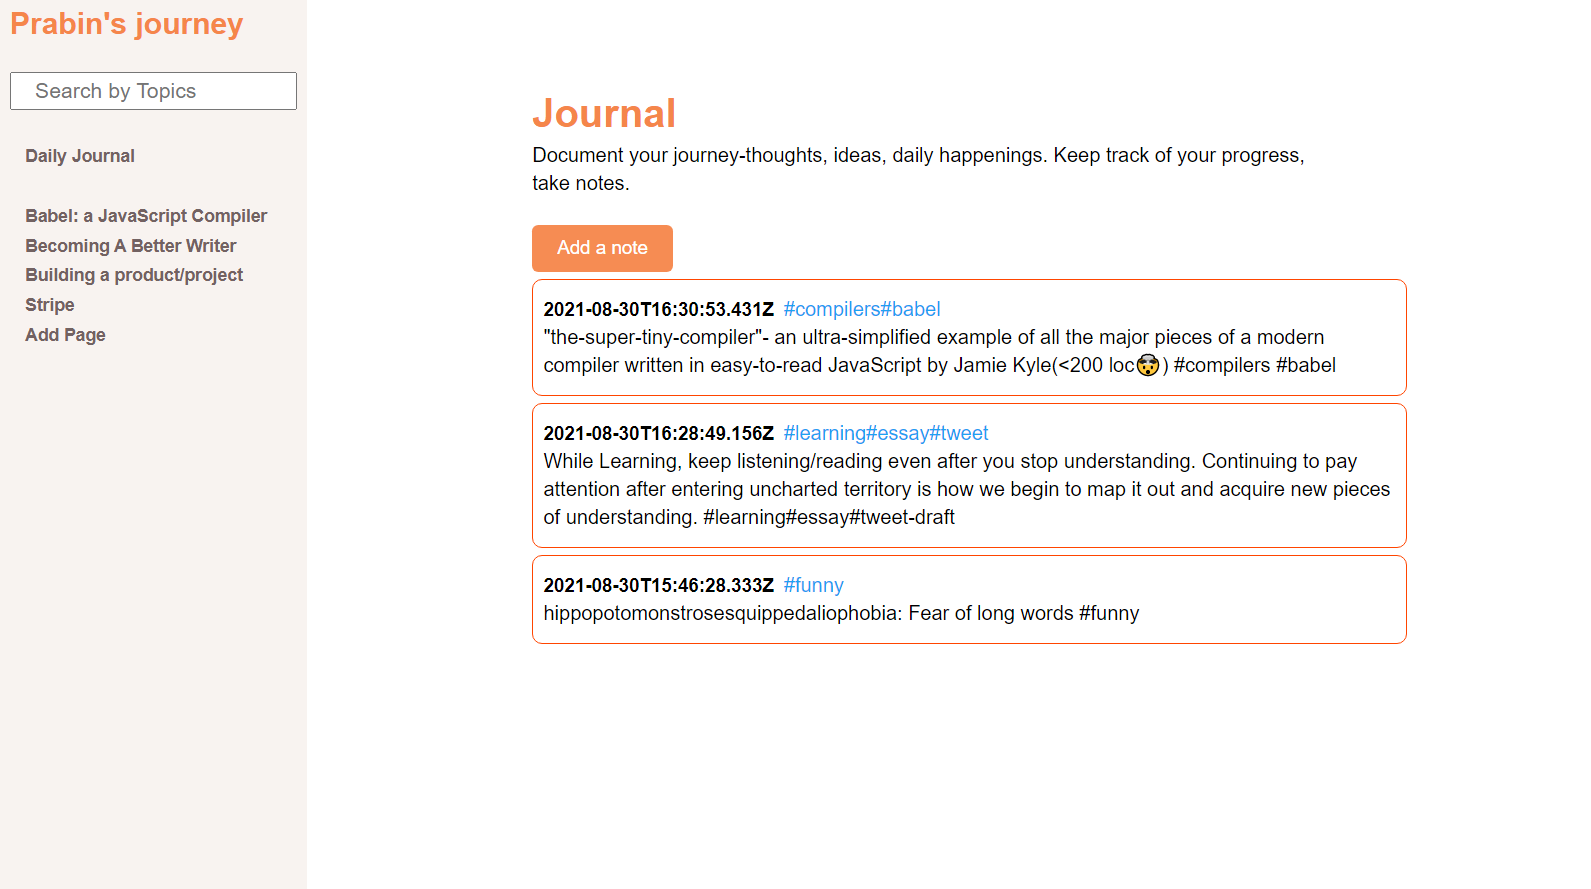 Prabin's journey
Search by Topics
Daily Journal
Babel: a JavaScript Compiler
Becoming A Better Writer
Building a product/project
Stripe
Add Page
Journal
Document your journey-thoughts, ideas, daily happenings. Keep track of your progress,
take notes.
Add a note
2021-08-30T16:30:53.431Z #compilers#babel
"the-super-tiny-compiler"- an ultra-simplified example of all the major pieces of a modern
compiler written in easy-to-read JavaScript by Jamie Kyle(<200 loc🤯) #compilers #babel
2021-08-30T16:28:49.156Z #learning#essay#tweet
While Learning, keep listening/reading even after you stop understanding. Continuing to pay
attention after entering uncharted territory is how we begin to map it out and acquire new pieces
of understanding. #learning#essay#tweet-draft
2021-08-30T15:46:28.333Z #funny
hippopotomonstrosesquippedaliophobia: Fear of long words #funny